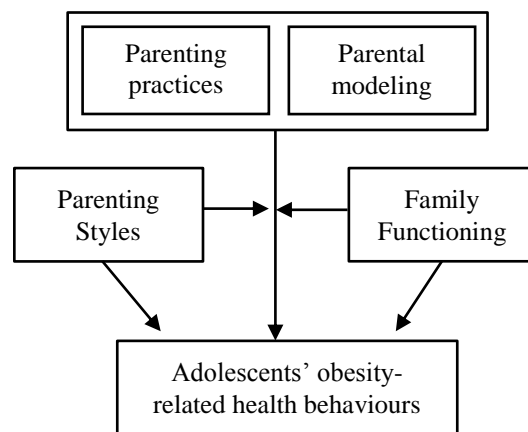 Parenting
practices
Parental
modeling
Parenting
Styles
Family
Functioning
Adolescents’ obesity-
related health behaviours